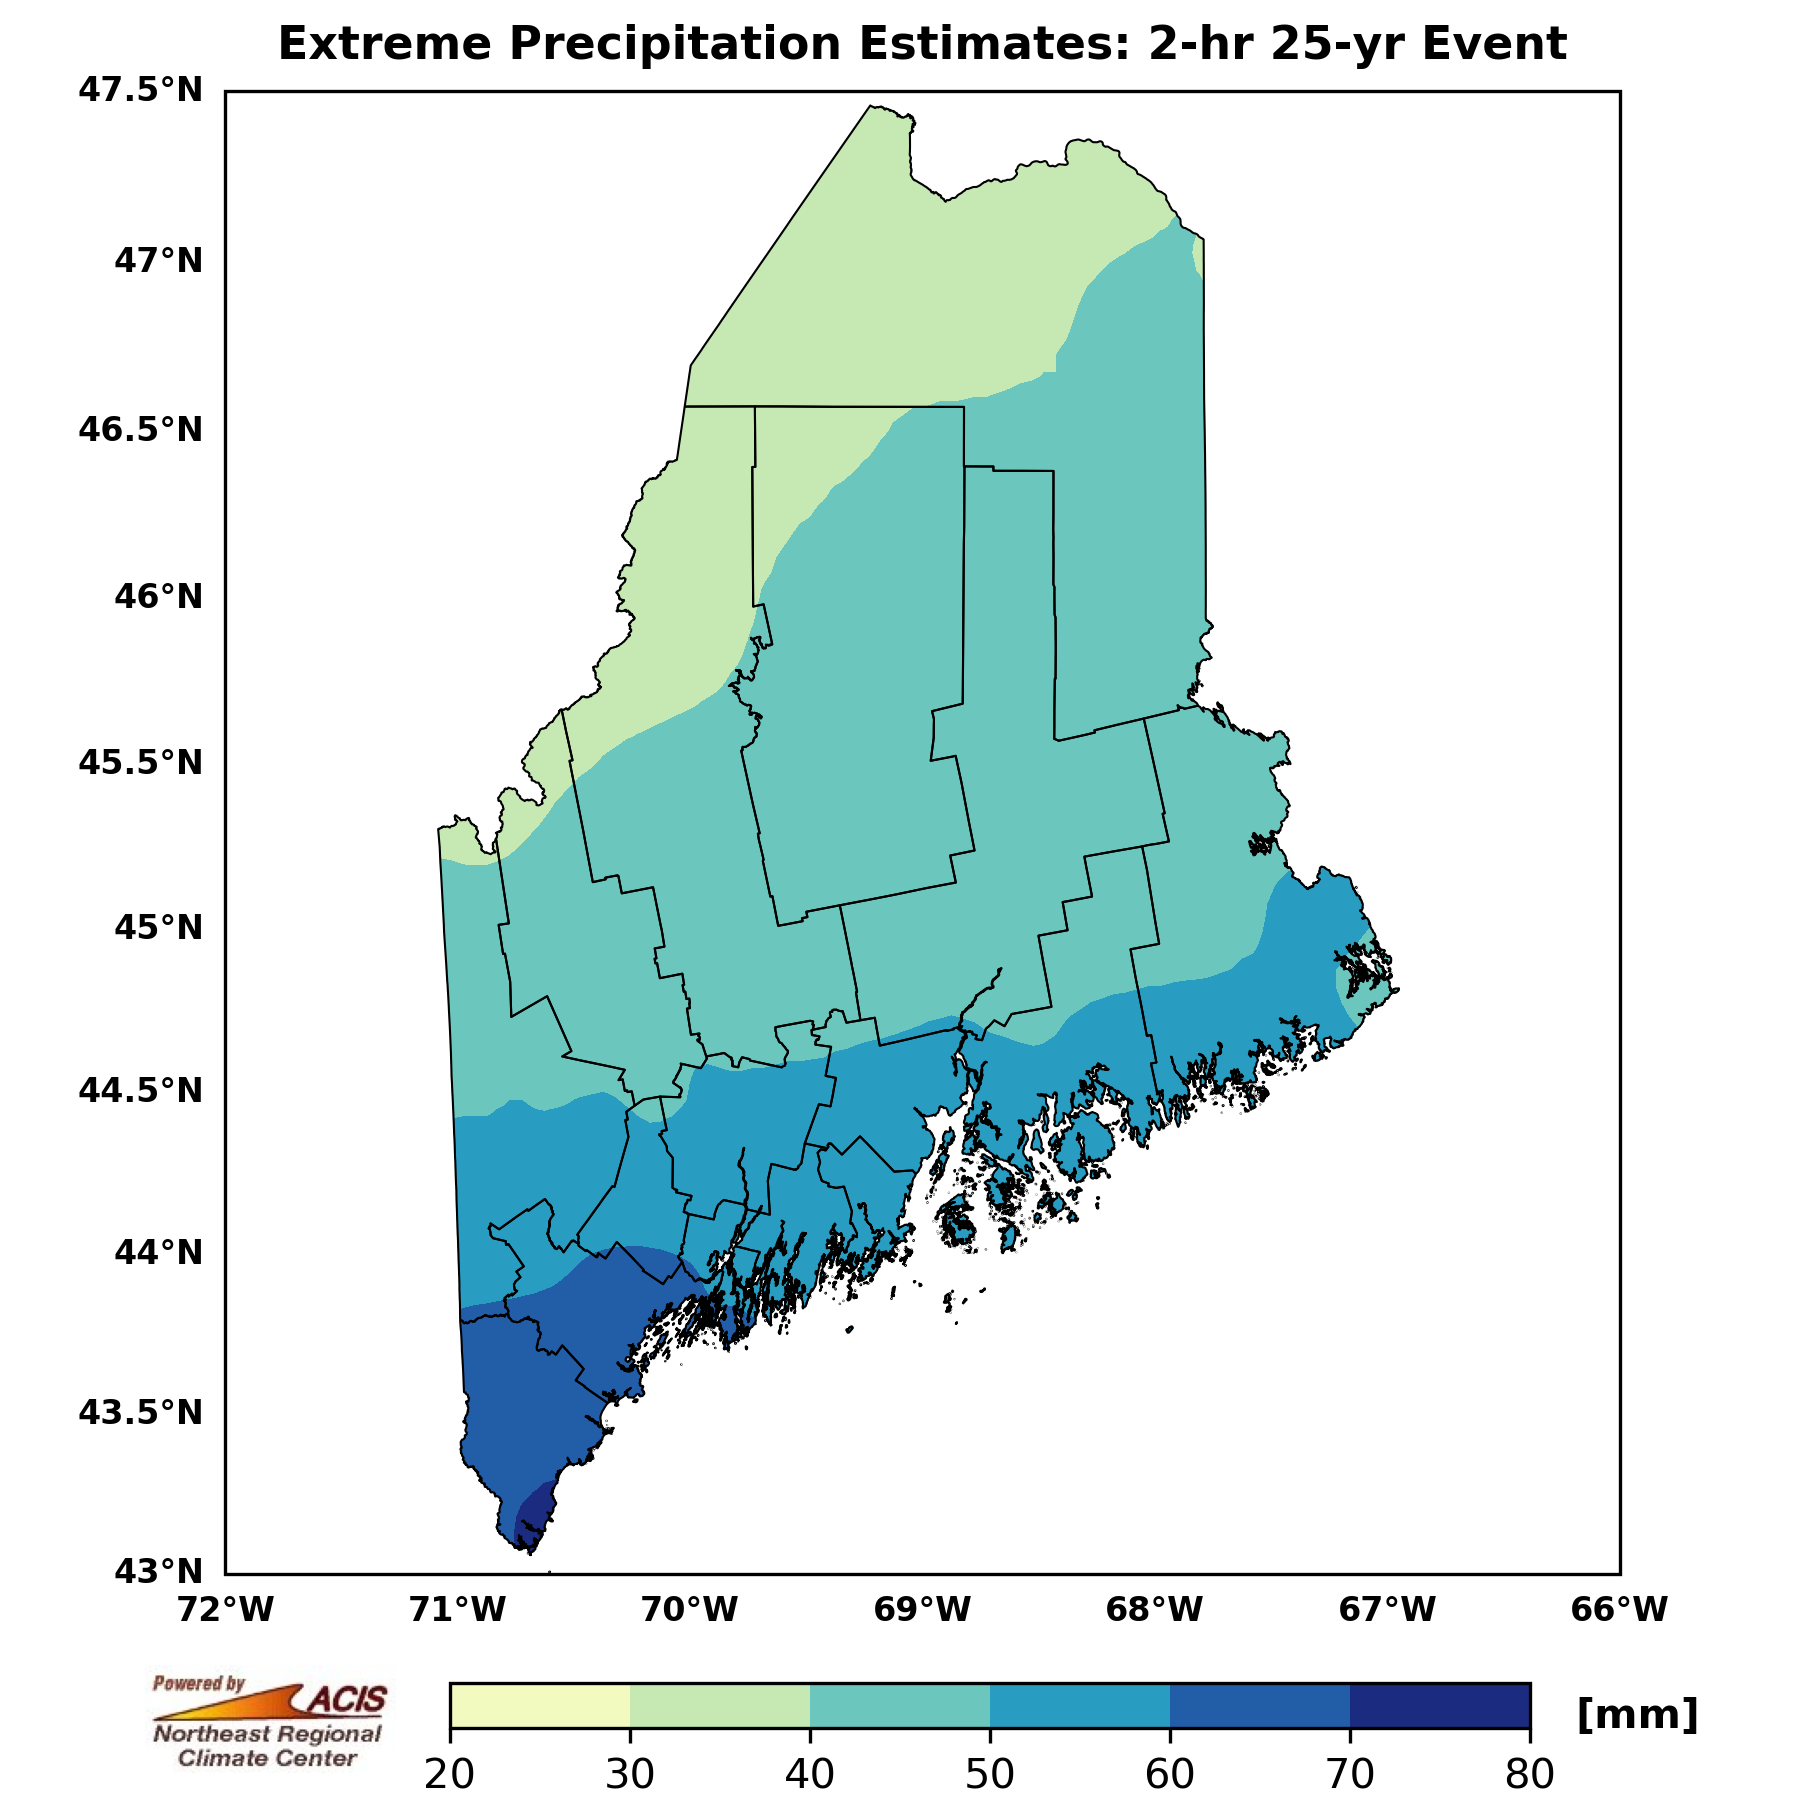 Extreme Precipitation Estimates: 2-hr 25-yr Event
47.5°N
47°N
46.5°N
46°N
45.5°N
45°N
44.5°N
44°N
43.5°N
43°N
72°W 71°W 70°W 69°W 68°W 67°W 66°W
Powered by
ACIS
Northeast Regional
Climate Center
[mm]
20 30 40 50 60 70 80